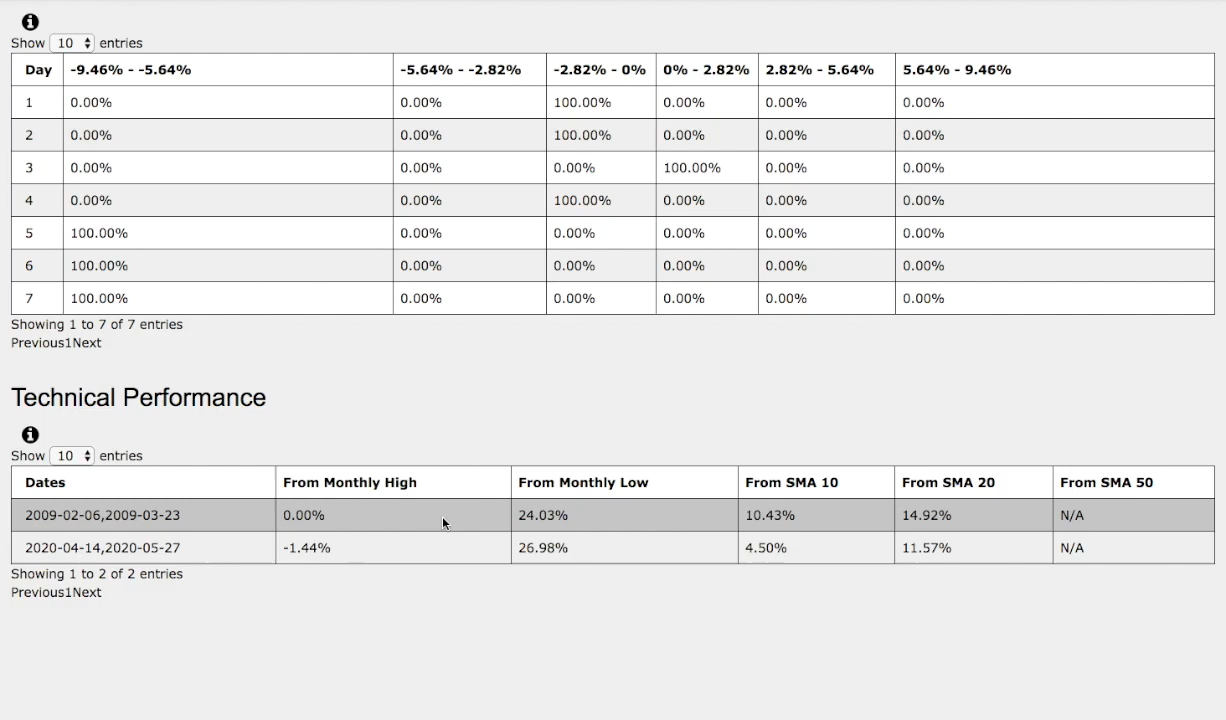 Show 10 entries
Day -9.46% - -5.64% -5.64% - -2.82% -2.82% - 0% 0% - 2.82% 2.82% - 5.64% 5.64% - 9.46%
1 0.00% 0.00% 100.00% 0.00% 0.00% 0.00%
2 0.00% 0.00% 100.00% 0.00% 0.00% 0.00%
3 0.00% 0.00% 0.00% 100.00% 0.00% 0.00%
4 0.00% 0.00% 100.00% 0.00% 0.00% 0.00%
5 100.00% 0.00% 0.00% 0.00% 0.00% 0.00%
6 100.00% 0.00% 0.00% 0.00% 0.00% 0.00%
7 100.00% 0.00% 0.00% 0.00% 0.00% 0.00%
Showing 1 to 7 of 7 entries
Previous1Next
Technical Performance
Show 10 entries
Dates From Monthly High From Monthly Low From SMA 10 From SMA 20 From SMA 50
2009-02-06,2009-03-23 0.00% 24.03% 10.43% 14.92% N/A
2020-04-14,2020-05-27 -1.44% 26.98% 4.50% 11.57% N/A
Showing 1 to 2 of 2 entries
Previous1Next